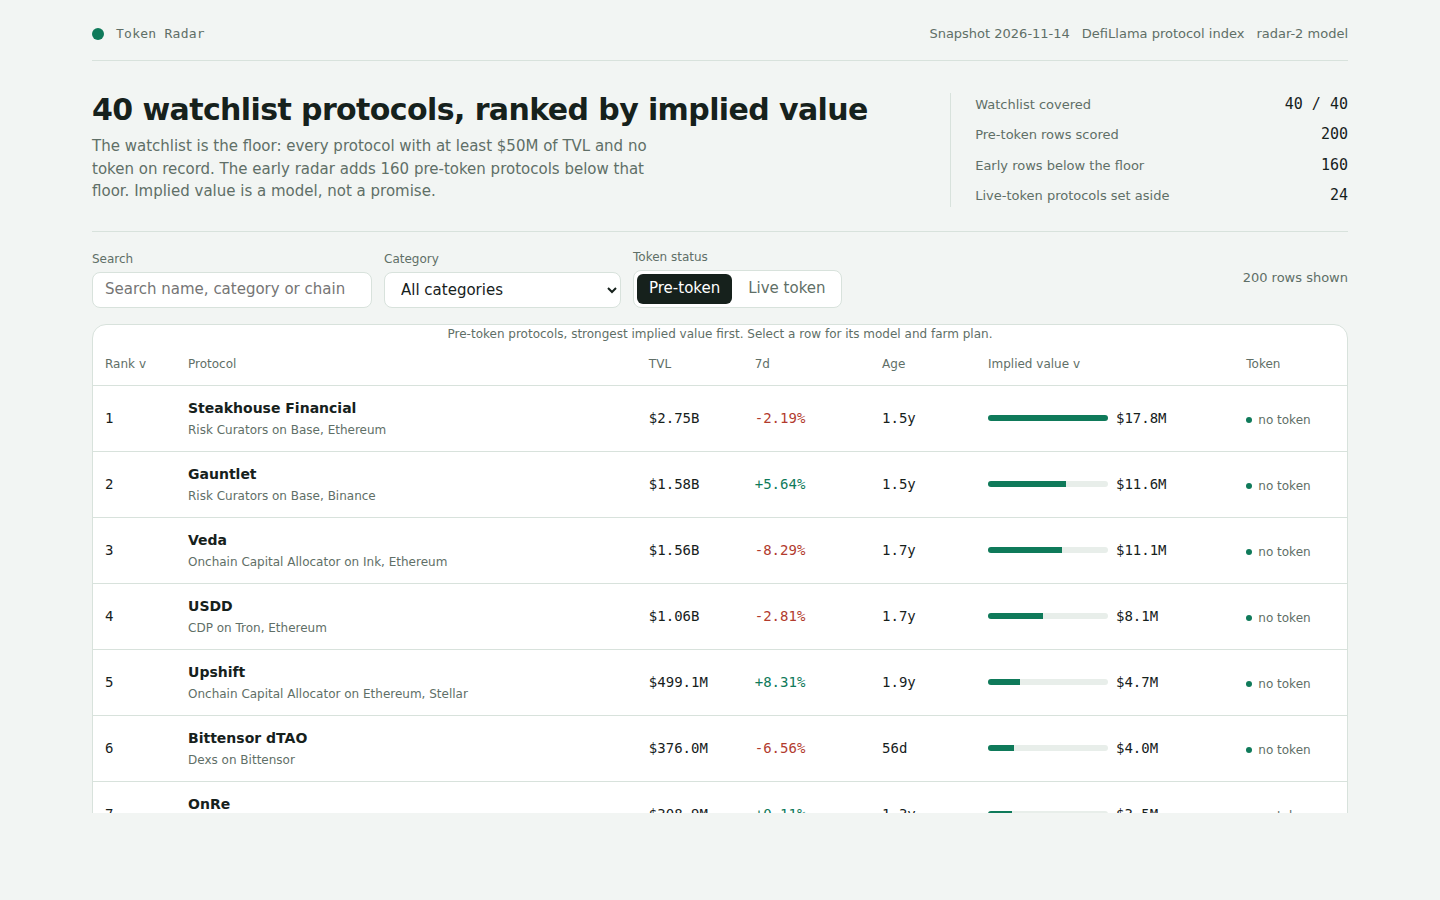 Token Radar
Snapshot 2026-11-14 DefiLlama protocol index radar-2 model
40 watchlist protocols, ranked by implied value
The watchlist is the floor: every protocol with at least $50M of TVL and no
token on record. The early radar adds 160 pre-token protocols below that
floor. Implied value is a model, not a promise.
Watchlist covered 40 / 40
Pre-token rows scored 200
Early rows below the floor 160
Live-token protocols set aside 24
Search
Category
Token status
Search name, category or chain
All categories
Pre-token Live token
200 rows shown
Pre-token protocols, strongest implied value first. Select a row for its model and farm plan.
Rank v Protocol TVL 7d Age Implied value v Token
1 Steakhouse Financial $2.75B -2.19% 1.5y $17.8M no token
Risk Curators on Base, Ethereum
2 Gauntlet $1.58B +5.64% 1.5y $11.6M no token
Risk Curators on Base, Binance
3 Veda $1.56B -8.29% 1.7y $11.1M no token
Onchain Capital Allocator on Ink, Ethereum
4 USDD $1.06B -2.81% 1.7y $8.1M no token
CDP on Tron, Ethereum
5 Upshift $499.1M +8.31% 1.9y $4.7M no token
Onchain Capital Allocator on Ethereum, Stellar
6 Bittensor dTAO $376.0M -6.56% 56d $4.0M no token
Dexs on Bittensor
OnRe